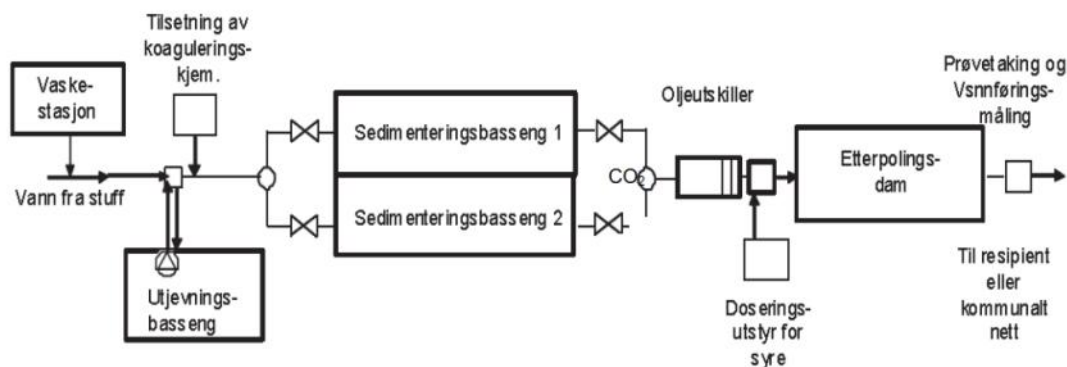 Tilsetning av
koagulerings-
kjem.
Vaske-
stasjon
Vann fra stuff
Utjevnings-
basseng
Sedimenteringsbasseng 1
Sedimenteringsbasseng 2
CO2
Oljeutskiller
Doserings-
utstyr for
syre
Etterpolings-
dam
Prøvetaking og
Vsnnførings-
måling
Til resipient
eller
kommunalt
nett